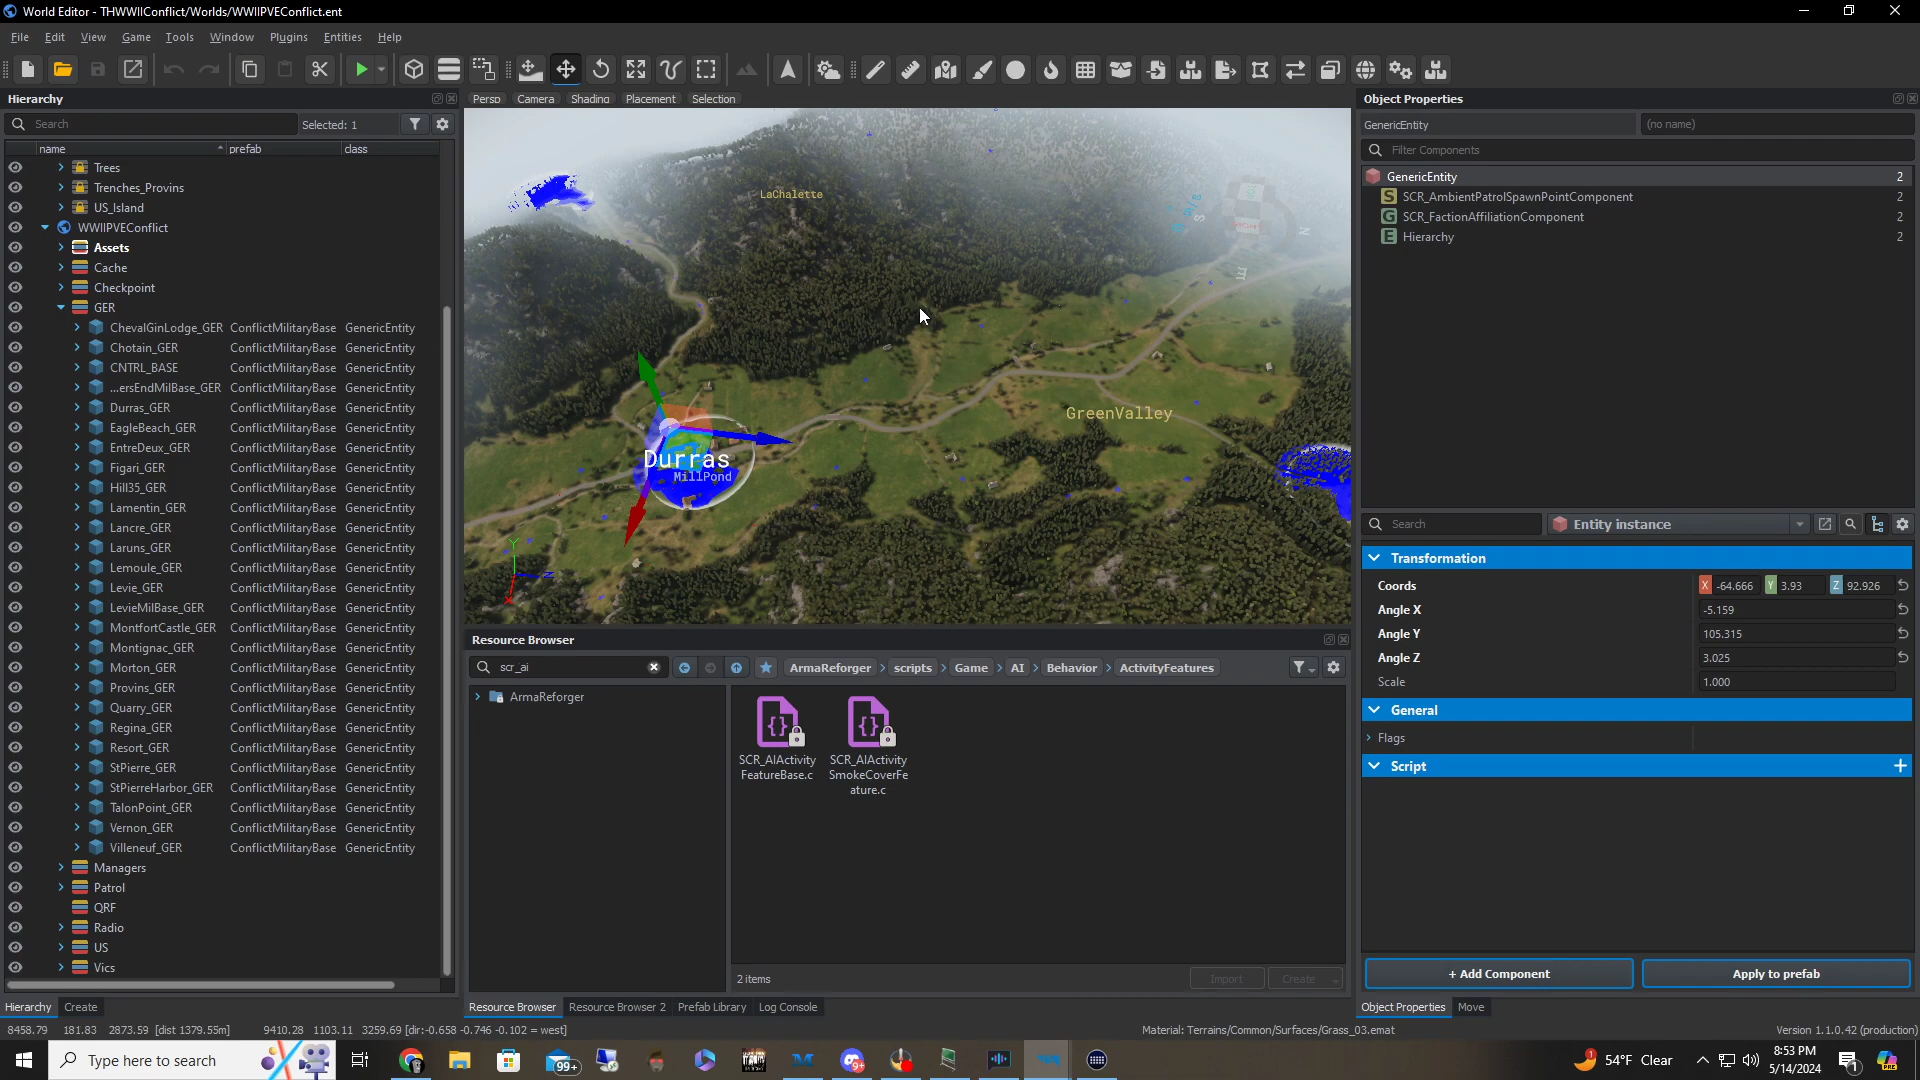 World Editor - THWWIIConflict/Worlds/WWIIPVEConflict.ent
File Edit View Game Tools Window Plugins Entities Help
Hierarchy
Search Selected: 1
name prefab class
Trees
Trenches_Provins
US_Island
WWIIPVEConflict
Assets
Cache
Checkpoint
GER
ChevalGinLodge_GER ConflictMilitaryBase GenericEntity
Chotain_GER ConflictMilitaryBase GenericEntity
CNTRL_BASE ConflictMilitaryBase GenericEntity
...ersEndMilBase_GER ConflictMilitaryBase GenericEntity
Durras_GER ConflictMilitaryBase GenericEntity
EagleBeach_GER ConflictMilitaryBase GenericEntity
EntreDeux_GER ConflictMilitaryBase GenericEntity
Figari_GER ConflictMilitaryBase GenericEntity
Hill35_GER ConflictMilitaryBase GenericEntity
Lamentin_GER ConflictMilitaryBase GenericEntity
Lancre_GER ConflictMilitaryBase GenericEntity
Laruns_GER ConflictMilitaryBase GenericEntity
Lemoule_GER ConflictMilitaryBase GenericEntity
Levie_GER ConflictMilitaryBase GenericEntity
LevieMilBase_GER ConflictMilitaryBase GenericEntity
MontfortCastle_GER ConflictMilitaryBase GenericEntity
Montignac_GER ConflictMilitaryBase GenericEntity
Morton_GER ConflictMilitaryBase GenericEntity
Provins_GER ConflictMilitaryBase GenericEntity
Quarry_GER ConflictMilitaryBase GenericEntity
Regina_GER ConflictMilitaryBase GenericEntity
Resort_GER ConflictMilitaryBase GenericEntity
StPierre_GER ConflictMilitaryBase GenericEntity
StPierreHarbor_GER ConflictMilitaryBase GenericEntity
TalonPoint_GER ConflictMilitaryBase GenericEntity
Vernon_GER ConflictMilitaryBase GenericEntity
Villeneuf_GER ConflictMilitaryBase GenericEntity
Managers
Patrol
QRF
Radio
US
Vics
Hierarchy Create
Persp Camera Shading Placement Selection
LaChalette
GreenValley
Durras
MillPond
Y
X
S
N
E
Resource Browser
scr_ai ArmaReforger scripts Game AI Behavior ActivityFeatures
ArmaReforger
SCR_AIActivity
FeatureBase.c
SCR_AIActivity
SmokeCoverFe
ature.c
2 items Import Create
Resource Browser Resource Browser 2 Prefab Library Log Console
Object Properties
GenericEntity (no name)
Filter Components
GenericEntity 2
S SCR_AmbientPatrolSpawnPointComponent 2
G SCR_FactionAffiliationComponent 2
E Hierarchy 2
Search Entity instance
Transformation
Coords X -64.666 Y 3.93 Z 92.926
Angle X -5.159
Angle Y 105.315
Angle Z 3.025
Scale 1.000
General
Flags
Script
+ Add Component Apply to prefab
Object Properties Move
8458.79 181.83 2873.59 [dist 1379.55m] 9410.28 1103.11 3259.69 [dir:-0.658 -0.746 -0.102 = west] Material: Terrains/Common/Surfaces/Grass_03.emat Version 1.1.0.42 (production)
Type here to search 99+ 9+ 1 54°F Clear 8:53 PM
5/14/2024 1